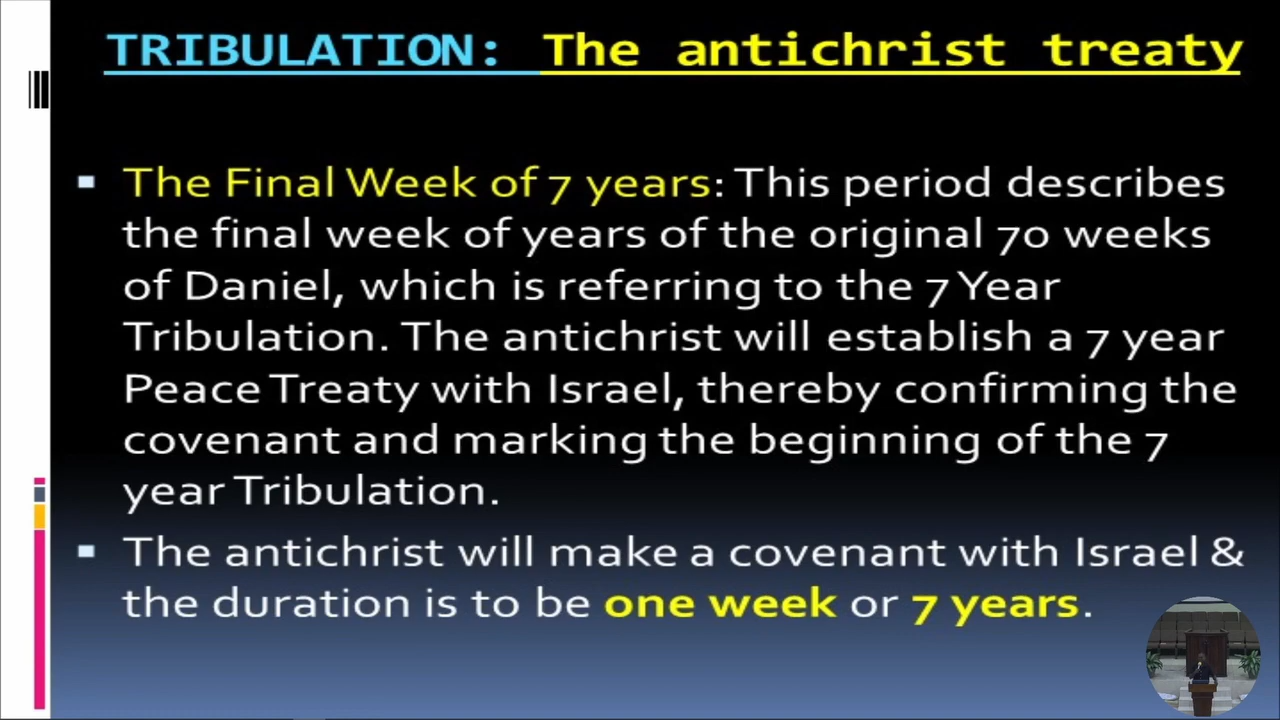 TRIBULATION: The antichrist treaty
The Final Week of 7 years: This period describes
the final week of years of the original 70 weeks
of Daniel, which is referring to the 7 Year
Tribulation. The antichrist will establish a 7 year
Peace Treaty with Israel, thereby confirming the
covenant and marking the beginning of the 7
year Tribulation.
The antichrist will make a covenant with Israel &
the duration is to be one week or 7 years.